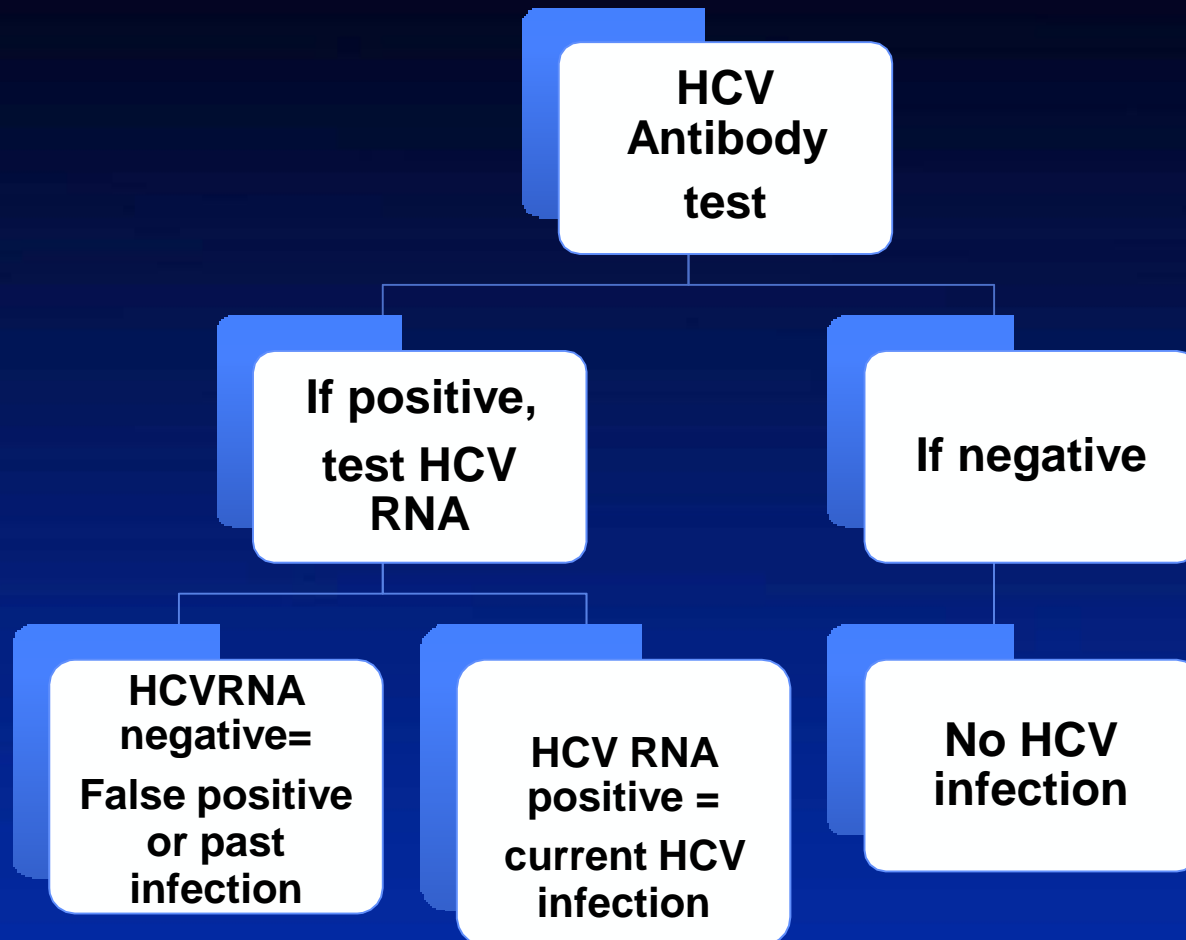 HCV
Antibody
test
If positive,
test HCV
RNA
If negative
HCVRNA
negative=
False positive
or past
infection
HCV RNA
positive =
current HCV
infection
No HCV
infection